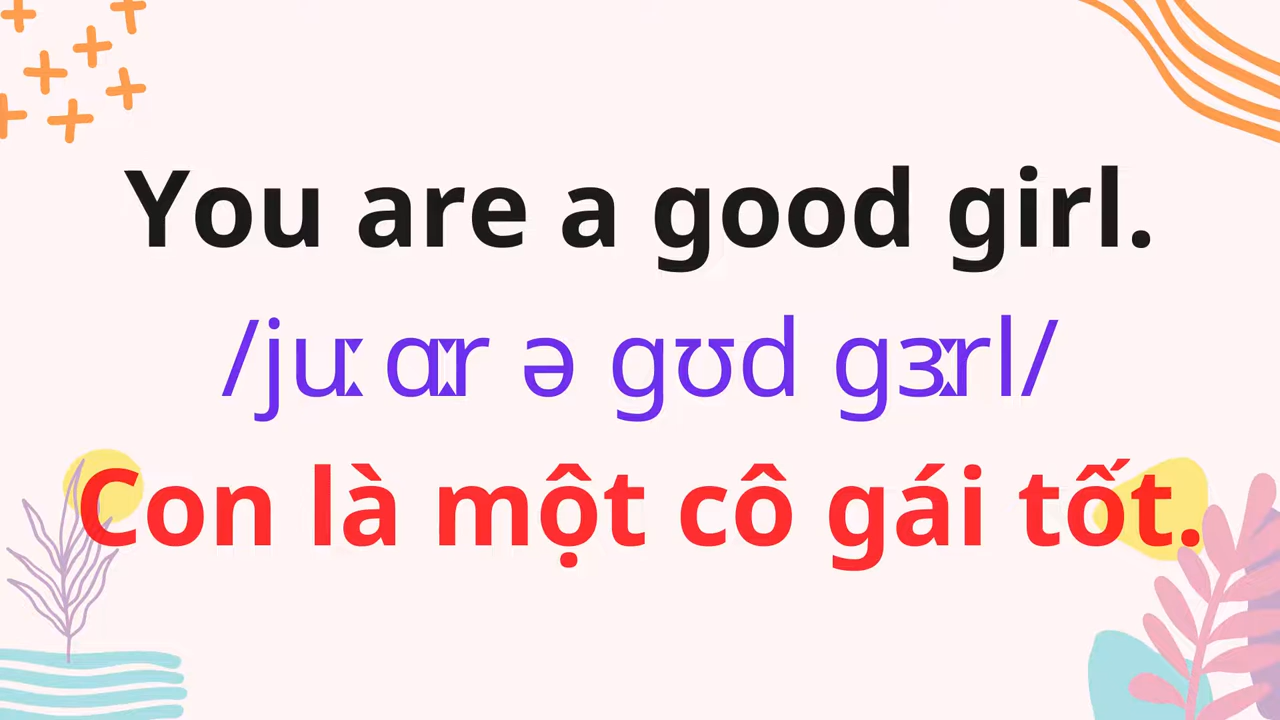 You are a good girl.
/juː ɑːr ə ɡʊd ɡɜːrl/
Con là một cô gái tốt.